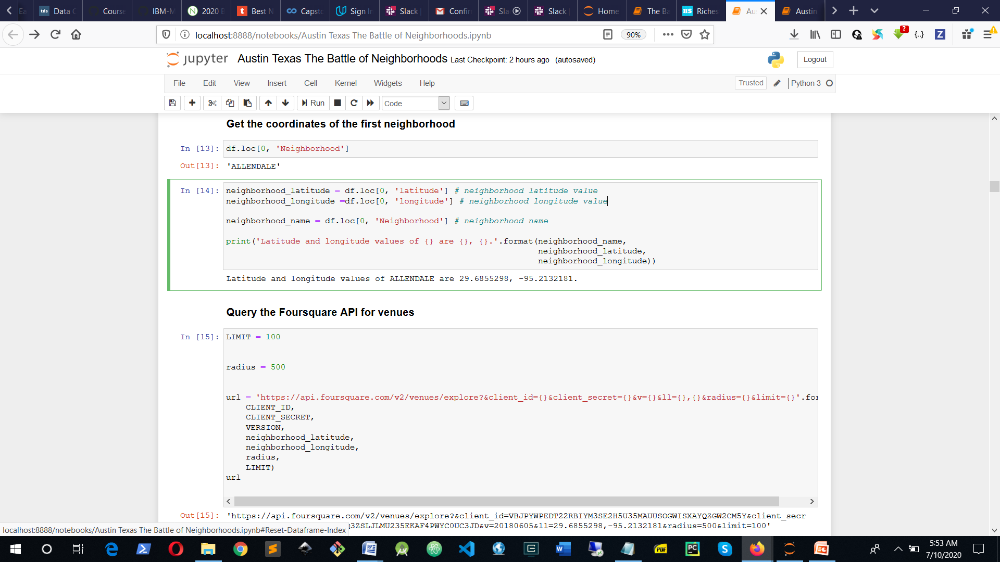 Ea
tds Data C
Course
IBM-M
2020 E
Best N
Capsto
Sign In
Slack |
Confir
Sla
Slack |
Home
The Ba
HS Riches
Au
Austin
localhost:8888/notebooks/Austin Texas The Battle of Neighborhoods.ipynb
90%
jupyter Austin Texas The Battle of Neighborhoods Last Checkpoint: 2 hours ago (autosaved)
Logout
File Edit View Insert Cell Kernel Widgets Help
Trusted Python 3
Run Code
Get the coordinates of the first neighborhood
In [13]: df.loc[0, 'Neighborhood']
Out[13]: 'ALLENDALE'
In [14]: neighborhood_latitude = df.loc[0, 'latitude'] # neighborhood latitude value
neighborhood_longitude =df.loc[0, 'longitude'] # neighborhood longitude value
neighborhood_name = df.loc[0, 'Neighborhood'] # neighborhood name
print('Latitude and longitude values of {} are {}, {}.'.format(neighborhood_name,
neighborhood_latitude,
neighborhood_longitude))
Latitude and longitude values of ALLENDALE are 29.6855298, -95.2132181.
Query the Foursquare API for venues
In [15]: LIMIT = 100
radius = 500
url = 'https://api.foursquare.com/v2/venues/explore?&client_id={}&client_secret={}&v={}&ll={},{}&radius={}&limit={}'.for
CLIENT_ID,
CLIENT_SECRET,
VERSION,
neighborhood_latitude,
neighborhood_longitude,
radius,
LIMIT)
url
Out[15]: 'https://api.foursquare.com/v2/venues/explore?&client_id=VBJPYWPEDT22RBIYM3SE2H5U35MAUUSOGWISXAYQZGW2CM5Y&client_secr
localhost:8888/notebooks/Austin Texas The Battle of Neighborhoods.ipynb#Reset-Dataframe-Index
Q3ZSLJLMU235EKAF4PWYC0UC3JD&v=20180605&ll=29.6855298,-95.2132181&radius=500&limit=100'
5:53 AM
7/10/2020